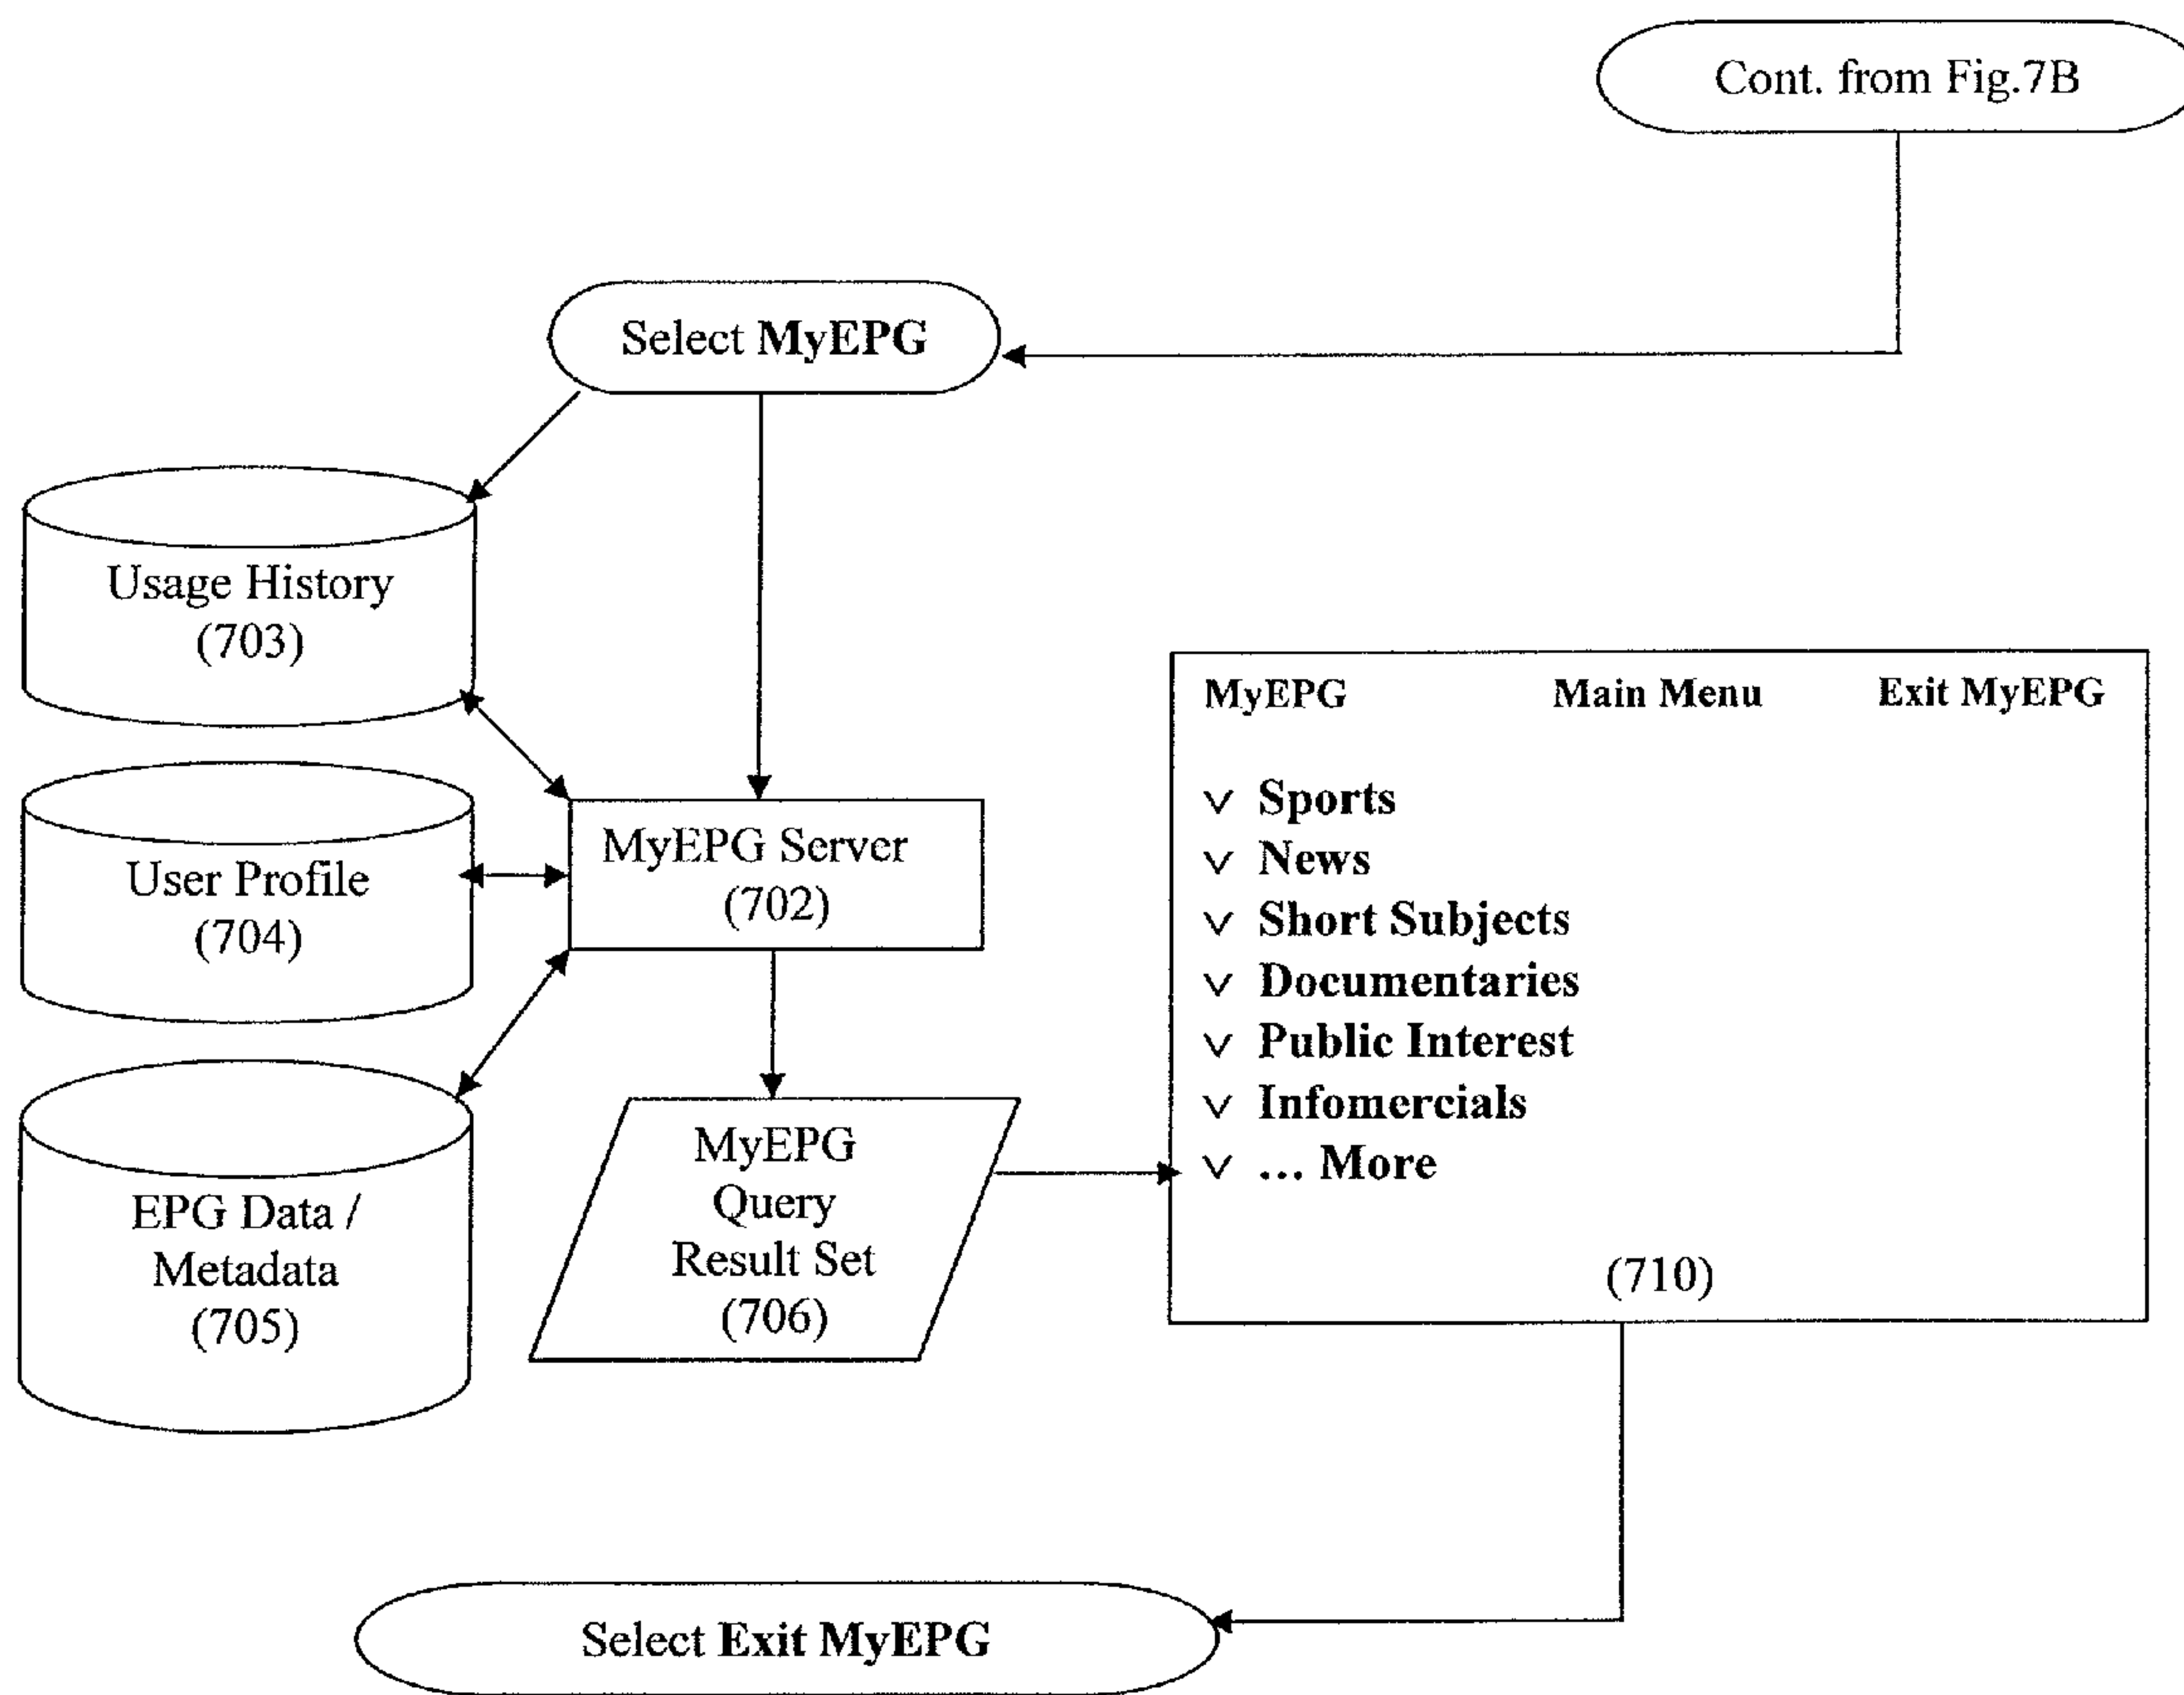 Cont. from Fig.7B
Select MyEPG
Usage History
(703)
User Profile
(704)
EPG Data /
Metadata
(705)
MyEPG Server
(702)
MyEPG
Query
Result Set
(706)
MyEPG Main Menu Exit MyEPG
v Sports
v News
v Short Subjects
v Documentaries
v Public Interest
v Infomercials
v ... More
(710)
Select Exit MyEPG